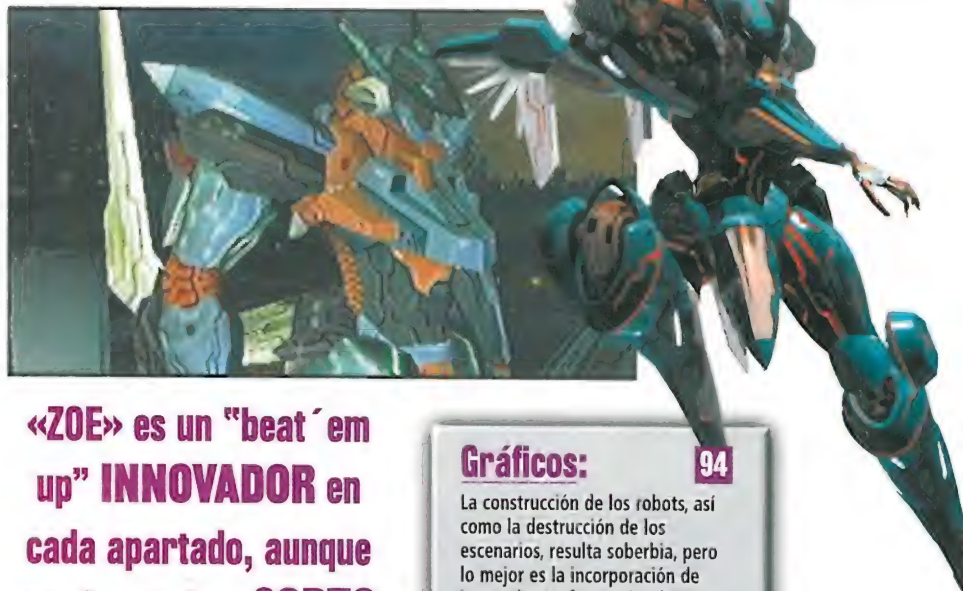 «ZOE» es un "beat´em
up" INNOVADOR en
cada apartado, aunque
CORTO
Gráficos: 94
La construcción de los robots, así
como la destrucción de los
escenarios, resulta soberbia, pero
lo mejor es la incorporación de